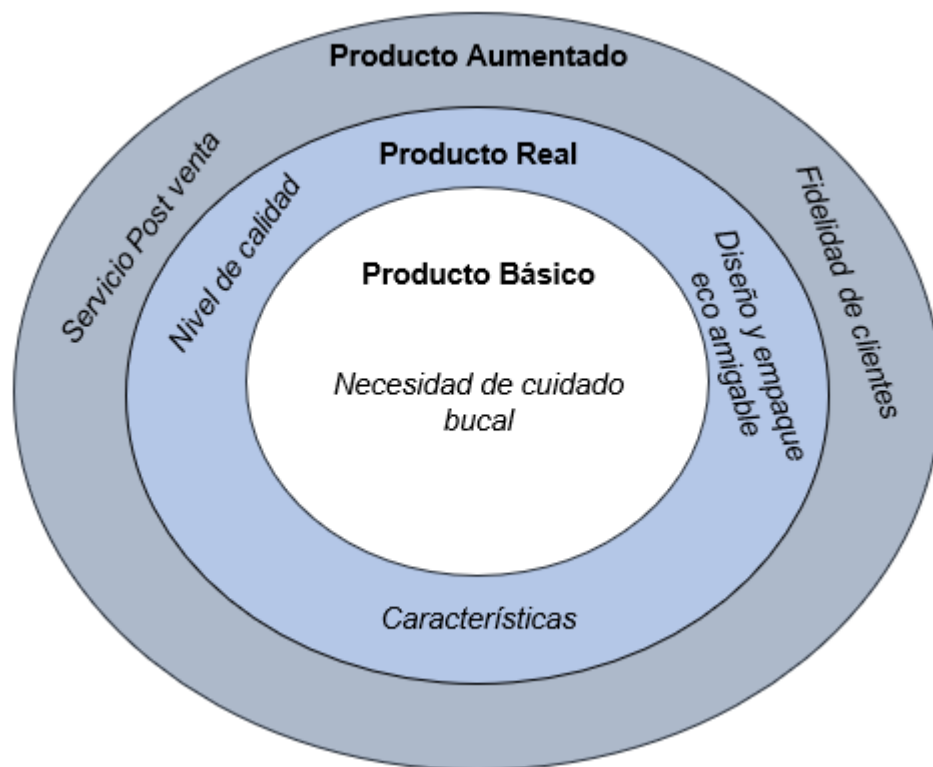 Producto Aumentado
Servicio Post venta
Fidelidad de clientes
Producto Real
Nivel de calidad
Diseño y empaque
eco amigable
Producto Básico
Necesidad de cuidado
bucal
Característícas